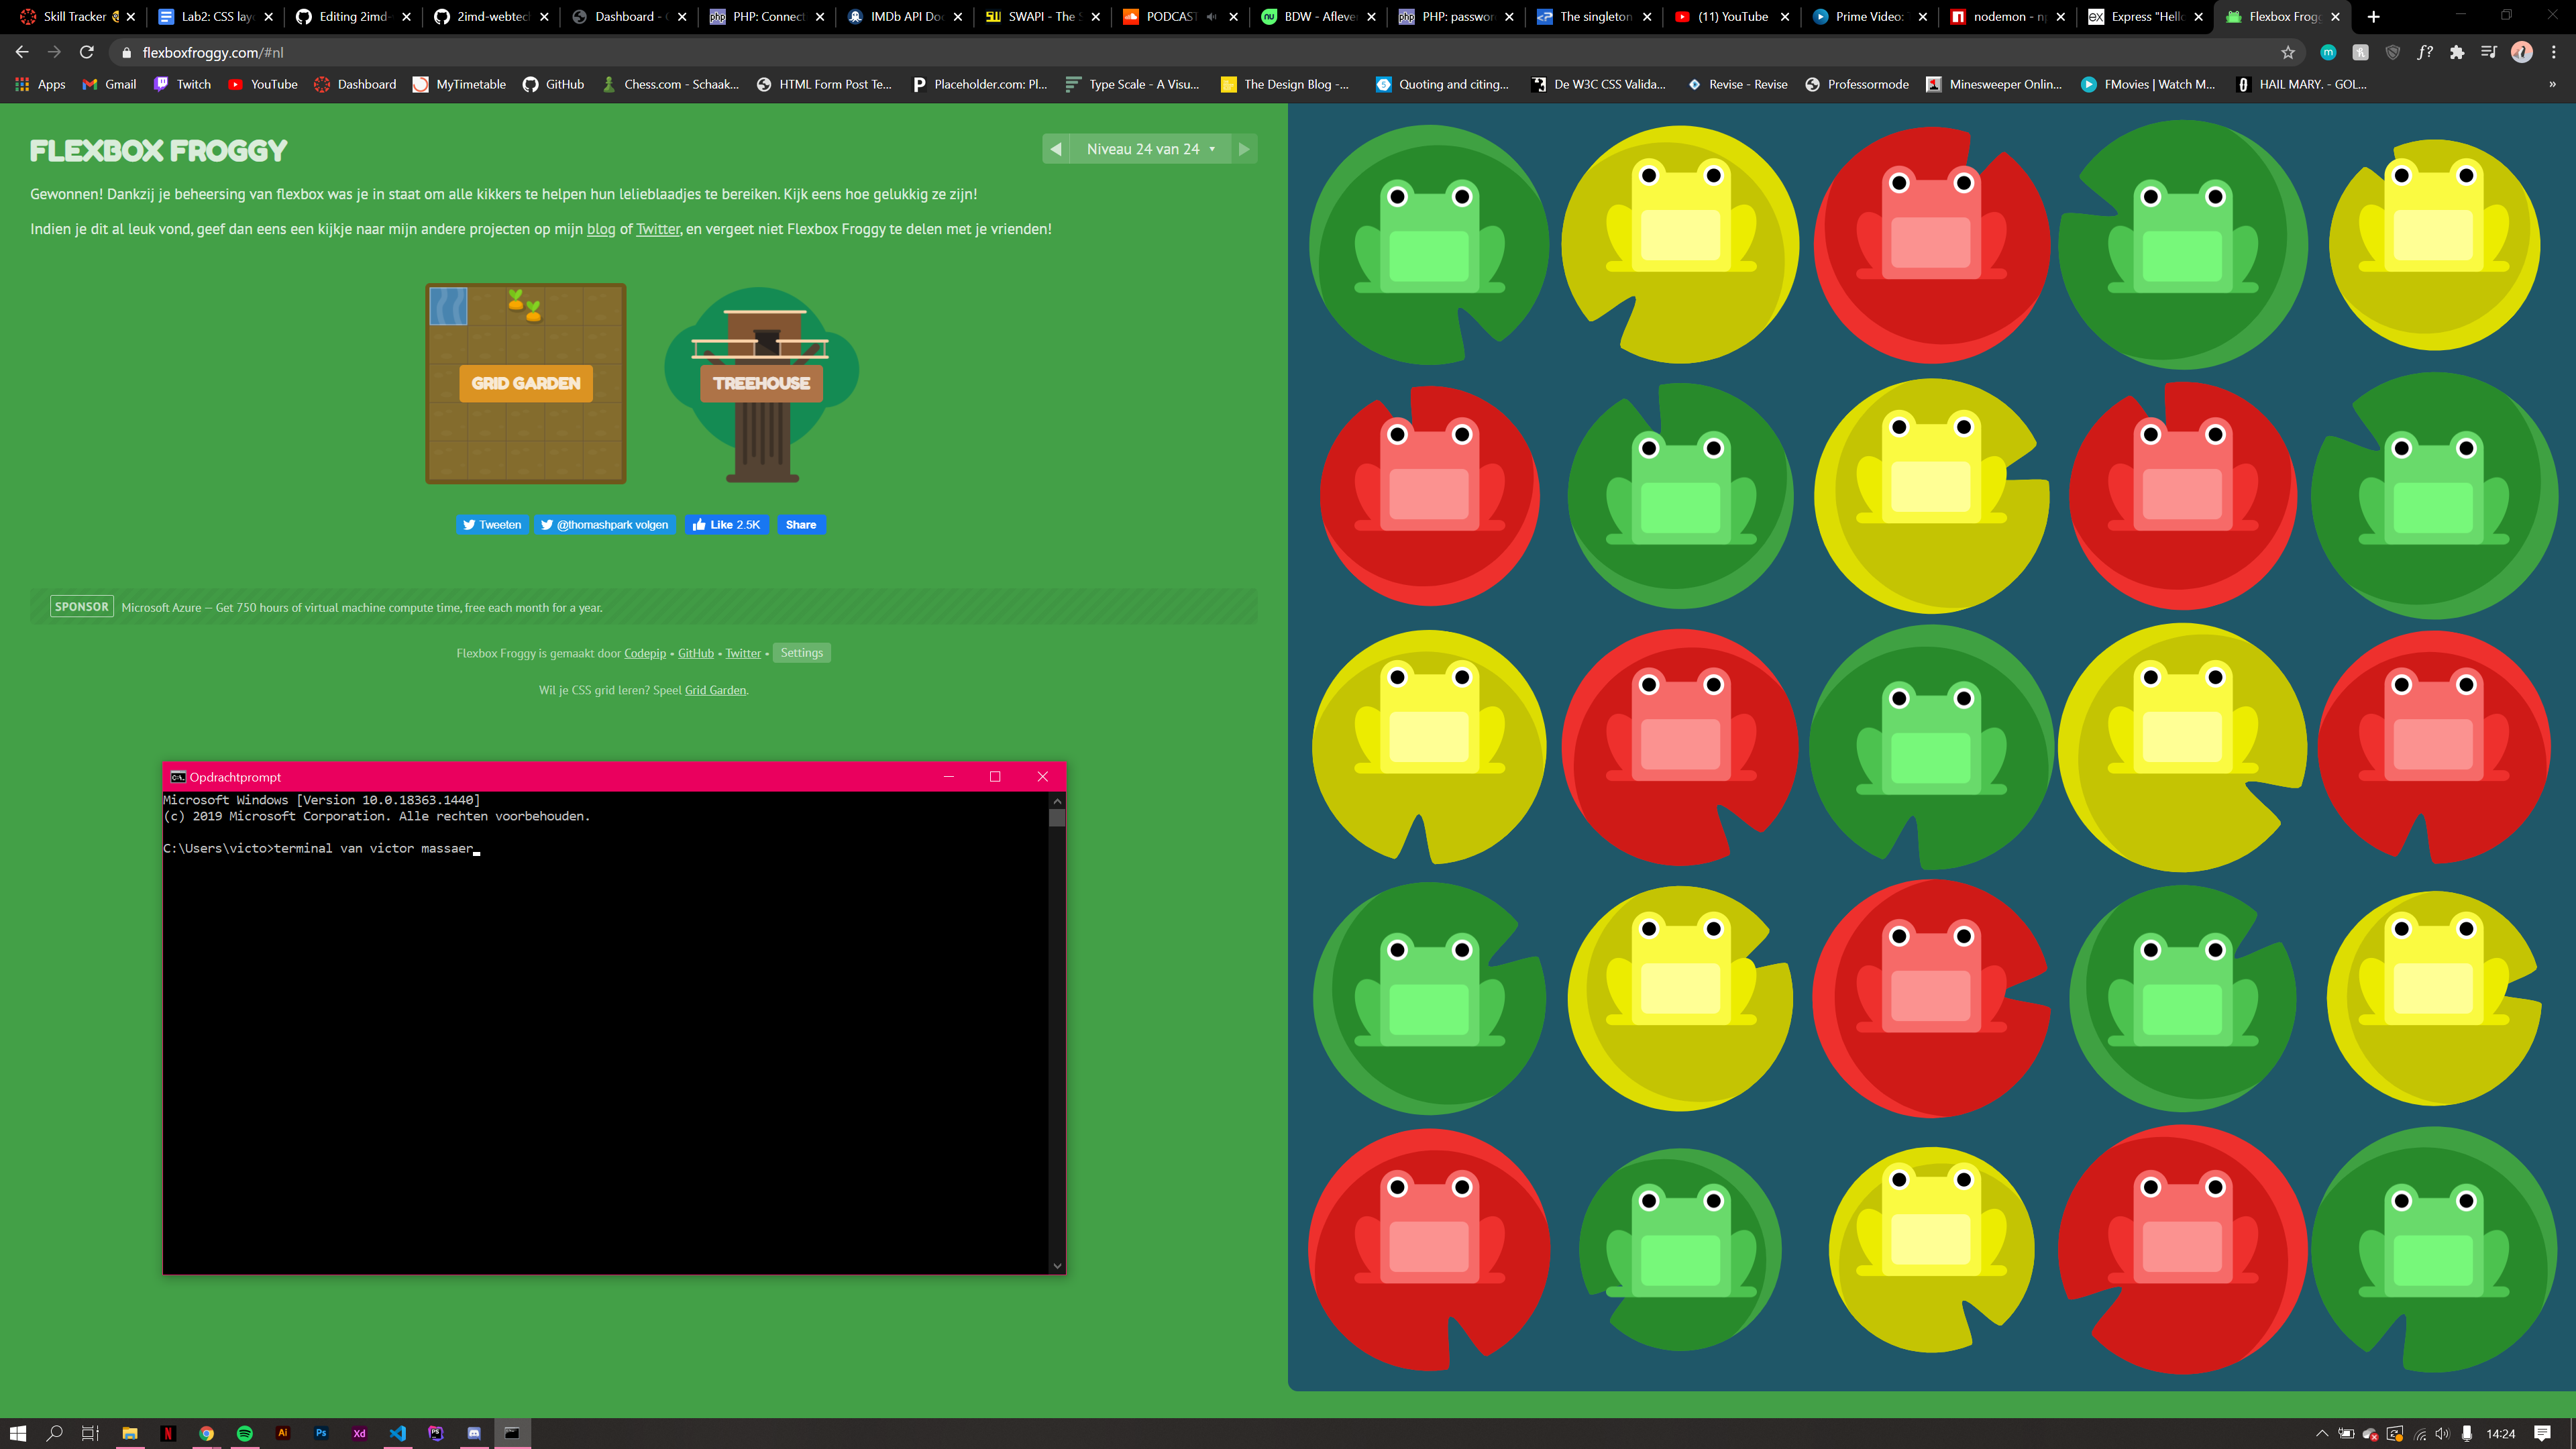 Skill Tracker
Lab2: CSS lay
Editing 2imd-
2imd-webtec
Dashboard -
PHP: Connect
IMDb API Do
SWAPI - The S
PODCAST
BDW - Aflever
PHP: passwor
The singleton
(11) YouTube
Prime Video:
nodemon - n
Express "Hell
Flexbox Frogg
flexboxfroggy.com/#nl
Apps
Gmail
Twitch
YouTube
Dashboard
MyTimetable
GitHub
Chess.com - Schaak...
HTML Form Post Te...
Placeholder.com: Pl...
Type Scale - A Visu...
The Design Blog -...
Quoting and citing...
De W3C CSS Valida...
Revise - Revise
Professormode
Minesweeper Onlin...
FMovies | Watch M...
HAIL MARY. - GOL...
»
FLEXBOX FROGGY
Niveau 24 van 24
Gewonnen! Dankzij je beheersing van flexbox was je in staat om alle kikkers te helpen hun lelieblaadjes te bereiken. Kijk eens hoe gelukkig ze zijn!
Indien je dit al leuk vond, geef dan eens een kijkje naar mijn andere projecten op mijn blog of Twitter, en vergeet niet Flexbox Froggy te delen met je vrienden!
GRID GARDEN
TREEHOUSE
Tweeten
@thomashpark volgen
Like 2.5K
Share
SPONSOR Microsoft Azure — Get 750 hours of virtual machine compute time, free each month for a year.
Flexbox Froggy is gemaakt door Codepip • GitHub • Twitter • Settings
Wil je CSS grid leren? Speel Grid Garden.
Opdrachtprompt
Microsoft Windows [Version 10.0.18363.1440]
(c) 2019 Microsoft Corporation. Alle rechten voorbehouden.
C:\Users\victo>terminal van victor massaer
14:24